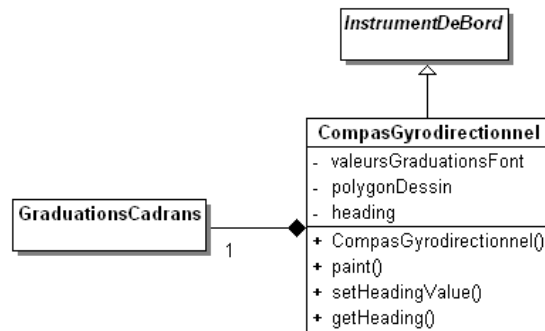 InstrumentDeBord
CompasGyrodirectionnel
- valeursGraduationsFont
- polygonDessin
- heading
GraduationsCadrans
1
+ CompasGyrodirectionnel()
+ paint()
+ setHeadingValue()
+ getHeading()